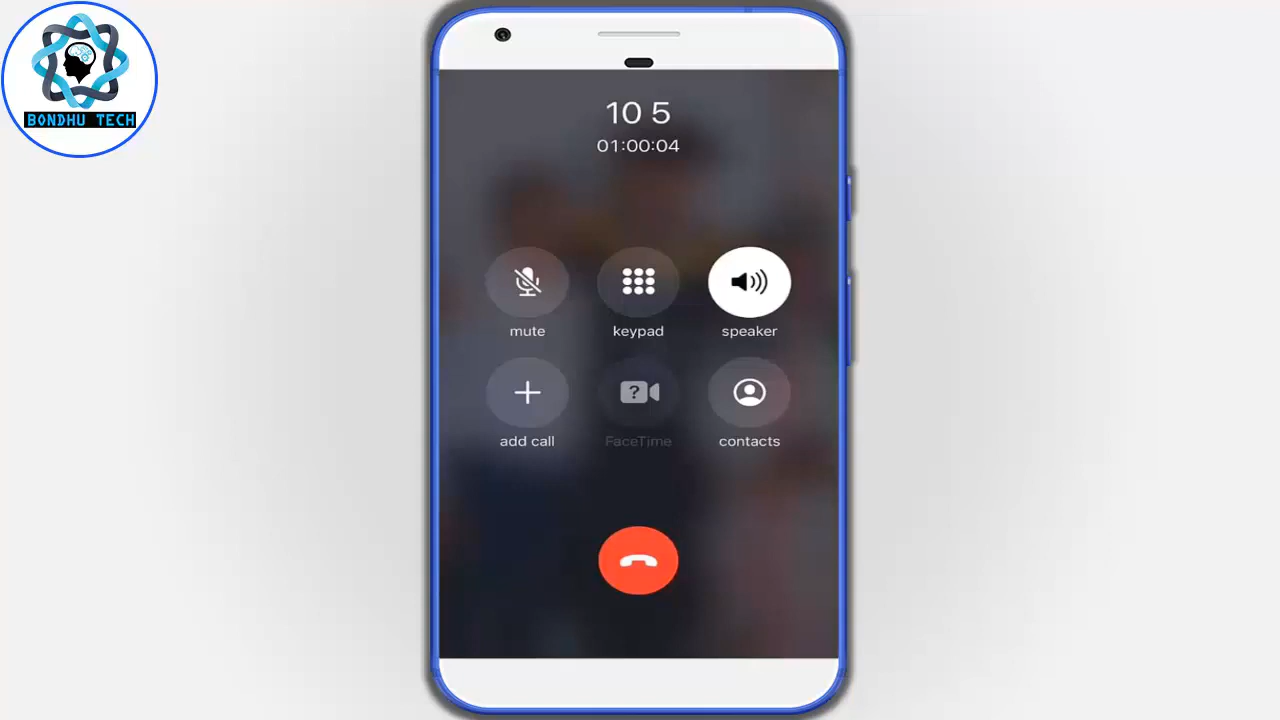 BONDHU TECH
10 5
01:00:04
mute
keypad
speaker
add call
FaceTime
contacts